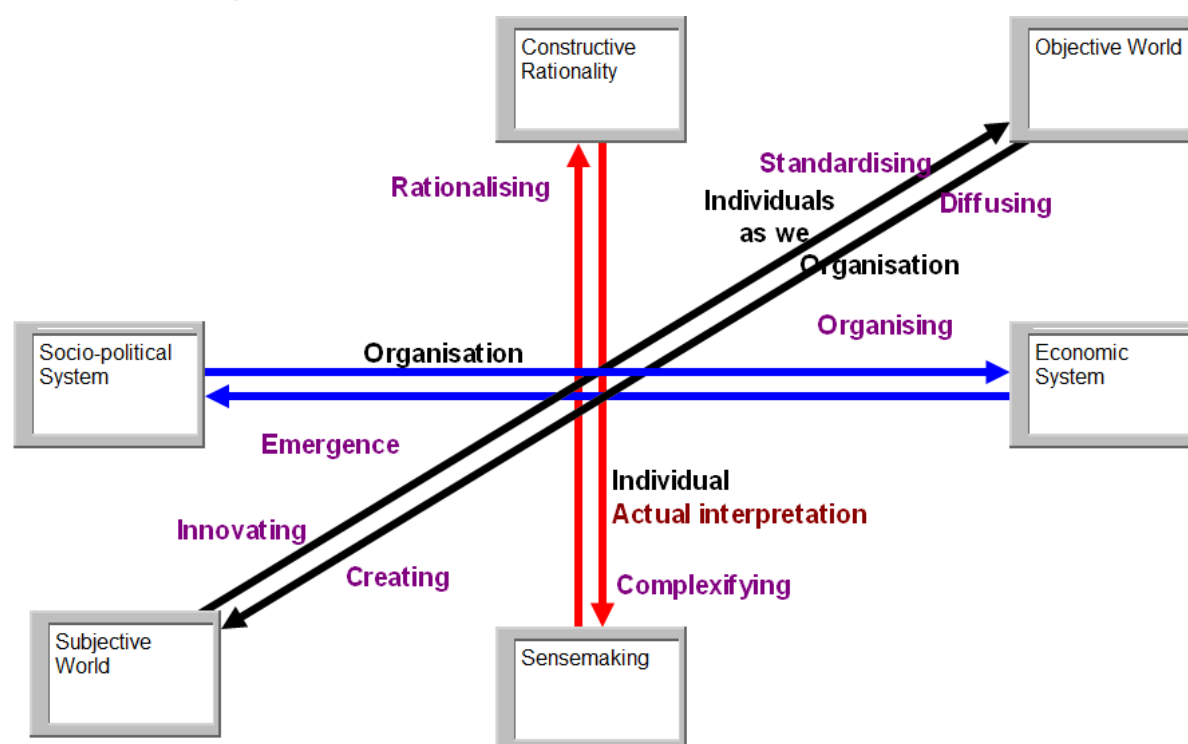 Constructive
Rationality
Objective World
Standardising
Rationalising
Individuals
as we
Diffusing
Organisation
Organising
Socio-political
System
Organisation
Economic
System
Emergence
Individual
Actual interpretation
Innovating
Creating
Complexifying
Subjective
World
Sensemaking